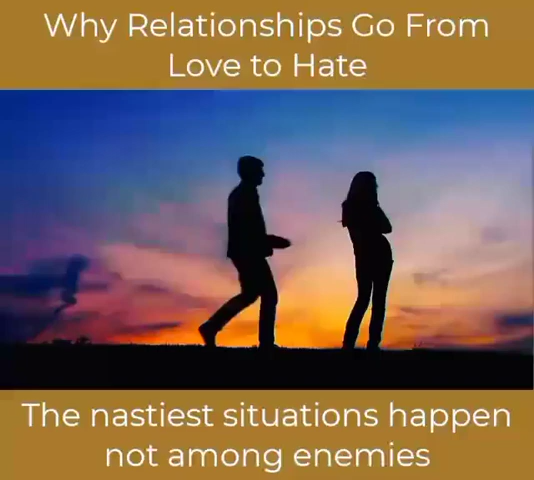 Why Relationships Go From
Love to Hate
The nastiest situations happen
not among enemies